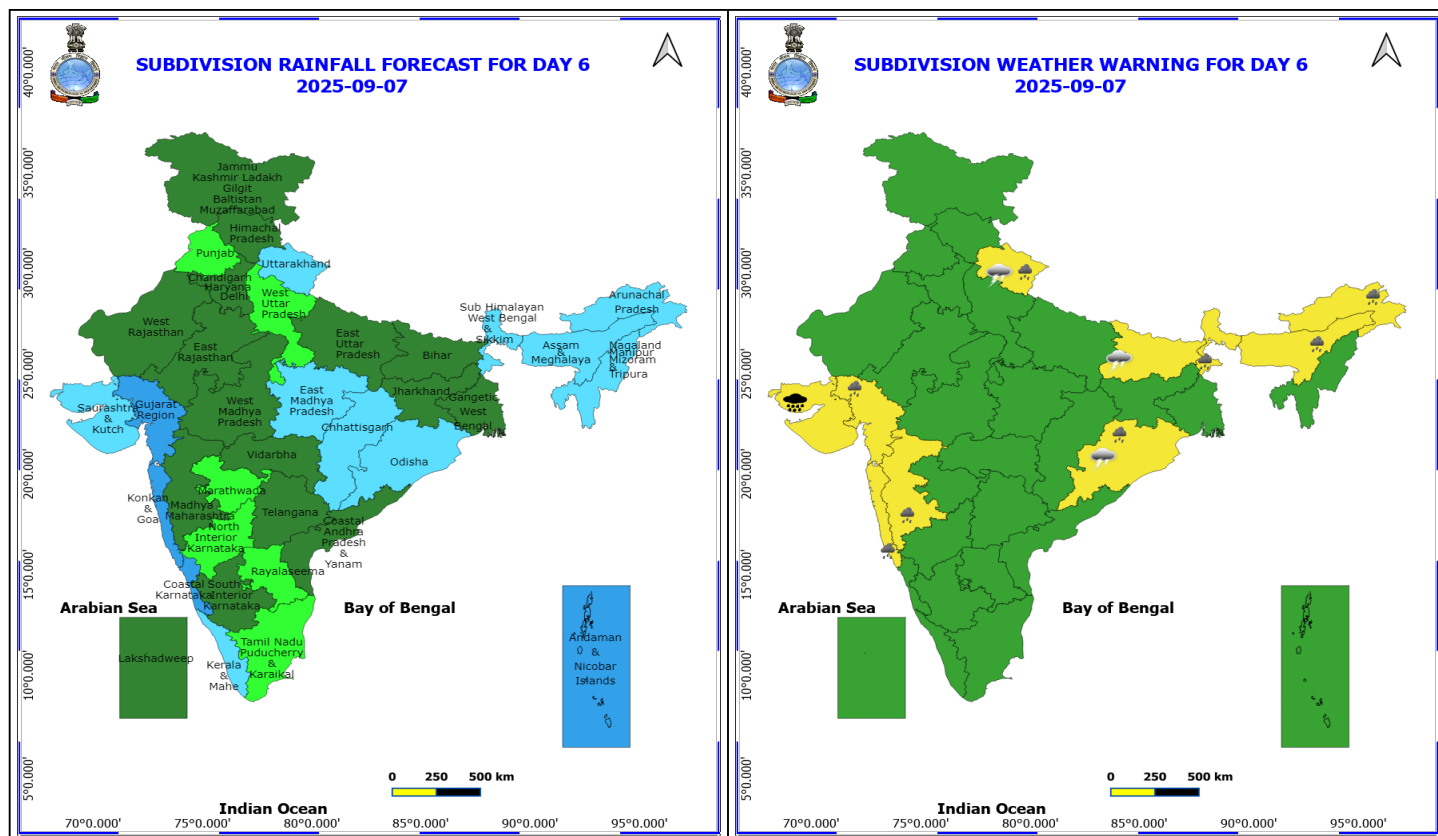 SUBDIVISION RAINFALL FORECAST FOR DAY 6
2025-09-07
40°0.000'
35°0.000'
30°0.000'
25°0.000'
20°0.000'
15°0.000'
10°0.000'
5°0.000'
Jammu
Kashmir Ladakh
Gilgit
Baltistan
Muzaffarabad
Himachal
Pradesh
Punjab
Uttarakhand
Chandigarh
Haryana
Delhi
West
Uttar
Pradesh
West
Rajasthan
East
Rajasthan
East
Uttar
Pradesh
Bihar
Sub Himalayan
West Bengal
&
Sikkim
Arunachal
Pradesh
Assam
&
Meghalaya
Nagaland
Manipur
Mizoram
&
Tripura
Gujarat
Region
Saurashtra
&
Kutch
West
Madhya
Pradesh
East
Madhya
Pradesh
Jharkhand
Gangetic
West
Bengal
Chhattisgarh
Odisha
Vidarbha
Marathwada
Konkan
&
Goa
Madhya
Maharashtra
North
Interior
Karnataka
Telangana
Coastal
Andhra
Pradesh
&
Yanam
Rayalaseema
Coastal
Karnataka
South
Interior
Karnataka
Tamil Nadu
Puducherry
&
Karaikal
Kerala
&
Mahe
Arabian Sea
Bay of Bengal
Lakshadweep
Andaman
&
Nicobar
Islands
0 250 500 km
Indian Ocean
70°0.000' 75°0.000' 80°0.000' 85°0.000' 90°0.000' 95°0.000'
SUBDIVISION WEATHER WARNING FOR DAY 6
2025-09-07
40°0.000'
35°0.000'
30°0.000'
25°0.000'
20°0.000'
15°0.000'
10°0.000'
5°0.000'
Arabian Sea
Bay of Bengal
0 250 500 km
Indian Ocean
70°0.000' 75°0.000' 80°0.000' 85°0.000' 90°0.000' 95°0.000'